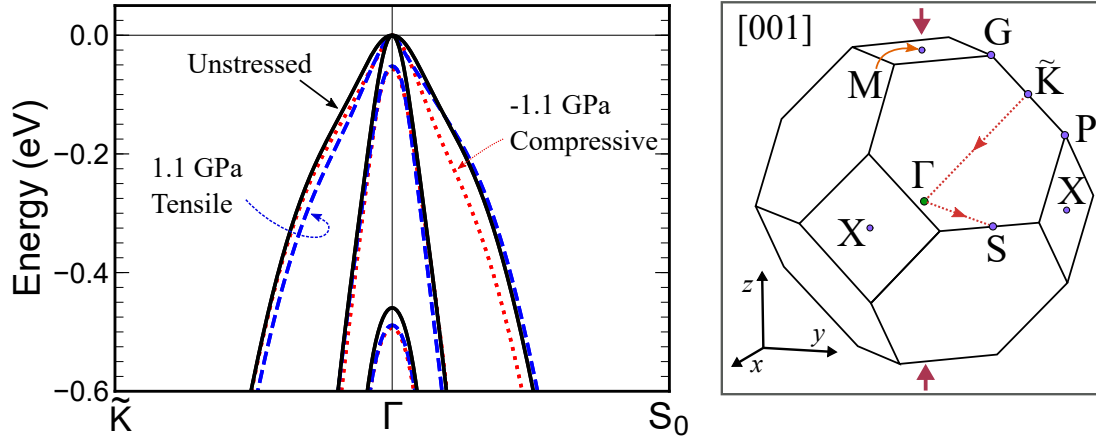 Energy (eV)
0.0
−0.2
−0.4
−0.6
Unstressed
1.1 GPa
Tensile
-1.1 GPa
Compressive
K̃
Γ
S₀
[001]
M
G
K̃
P
Γ
X
X
S
z
y
x